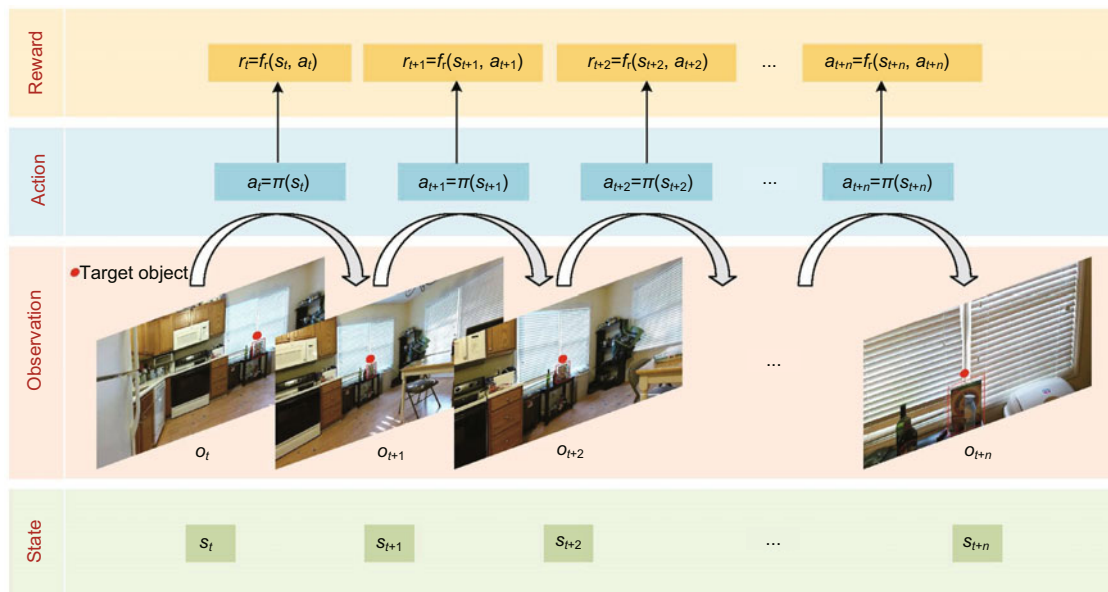 Reward
rₜ=fᵣ(sₜ, aₜ)
rₜ₊₁=fᵣ(sₜ₊₁, aₜ₊₁)
rₜ₊₂=fᵣ(sₜ₊₂, aₜ₊₂)
...
aₜ₊ₙ=fᵣ(sₜ₊ₙ, aₜ₊ₙ)
Action
aₜ=π(sₜ)
aₜ₊₁=π(sₜ₊₁)
aₜ₊₂=π(sₜ₊₂)
...
aₜ₊ₙ=π(sₜ₊ₙ)
Observation
Target object
...
oₜ
oₜ₊₁
oₜ₊₂
oₜ₊ₙ
State
sₜ
sₜ₊₁
sₜ₊₂
...
sₜ₊ₙ